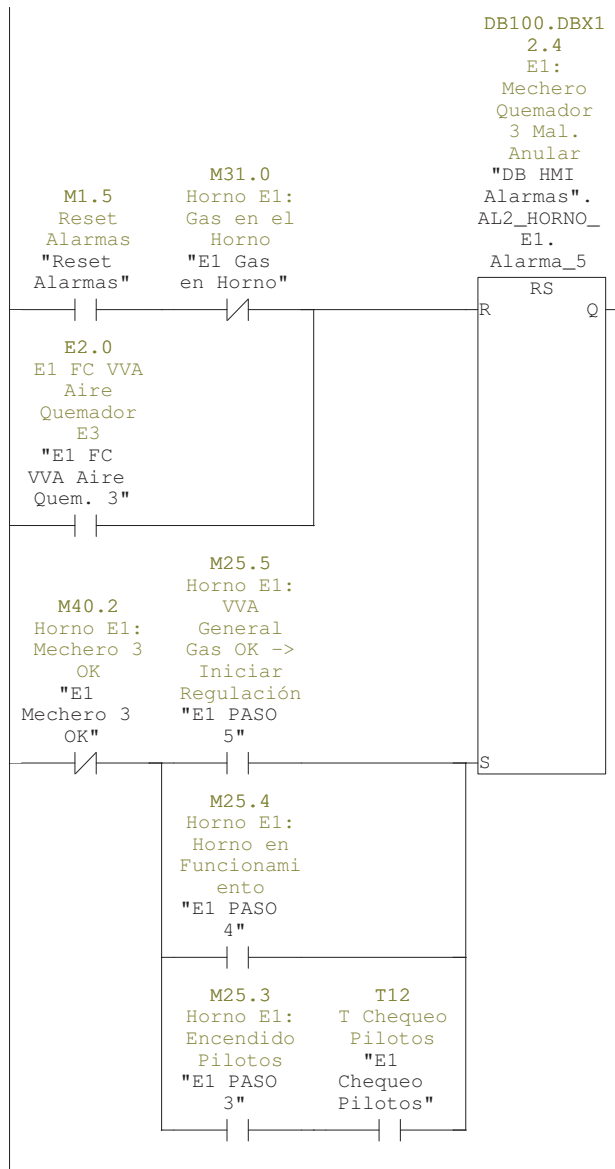 DB100.DBX1
2.4
E1:
Mechero
Quemador
3 Mal.
Anular
"DB HMI
Alarmas".
AL2_HORNO_
E1.
Alarma_5
M1.5
Reset
Alarmas
"Reset
Alarmas"
M31.0
Horno E1:
Gas en el
Horno
"E1 Gas
en Horno"
RS
R
Q
E2.0
E1 FC VVA
Aire
Quemador
E3
"E1 FC
VVA Aire
Quem. 3"
M40.2
Horno E1:
Mechero 3
OK
"E1
Mechero 3
OK"
M25.5
Horno E1:
VVA
General
Gas OK ->
Iniciar
Regulación
"E1 PASO
5"
S
M25.4
Horno E1:
Horno en
Funcionami
ento
"E1 PASO
4"
M25.3
Horno E1:
Encendido
Pilotos
"E1 PASO
3"
T12
T Chequeo
Pilotos
"E1
Chequeo
Pilotos"